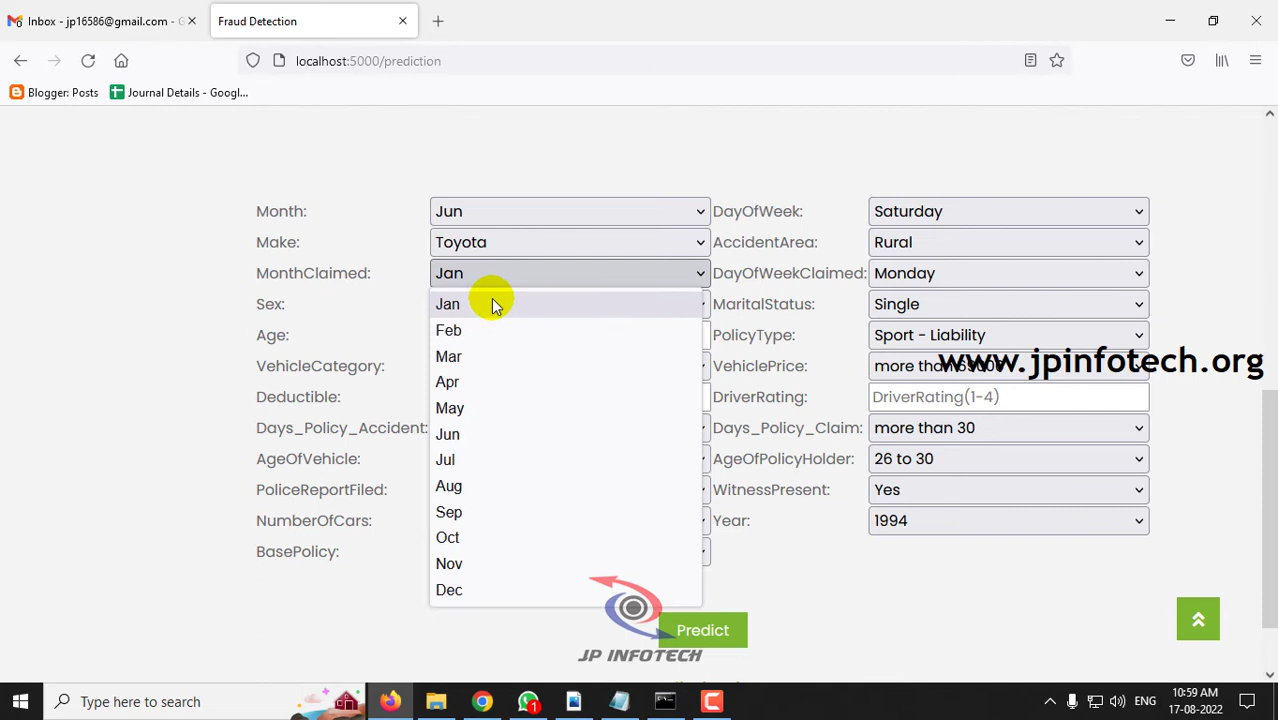 Inbox - jp16586@gmail.com - G
Fraud Detection
localhost:5000/prediction
Blogger: Posts
Journal Details - Googl...
Month: Jun DayOfWeek: Saturday
Make: Toyota AccidentArea: Rural
MonthClaimed: Jan DayOfWeekClaimed: Monday
Sex: Jan MaritalStatus: Single
Age: Feb PolicyType: Sport - Liability
www.jpinfotech.org
VehicleCategory: Mar VehiclePrice: more than 69000
Apr
Deductible: DriverRating: DriverRating(1-4)
May
Days_Policy_Accident: Jun Days_Policy_Claim: more than 30
AgeOfVehicle: Jul AgeOfPolicyHolder: 26 to 30
PoliceReportFiled: Aug WitnessPresent: Yes
NumberOfCars: Sep Year: 1994
Oct
BasePolicy:
Nov
Dec
Predict
JP INFOTECH
Type here to search
1
ENG
10:59 AM
17-08-2022